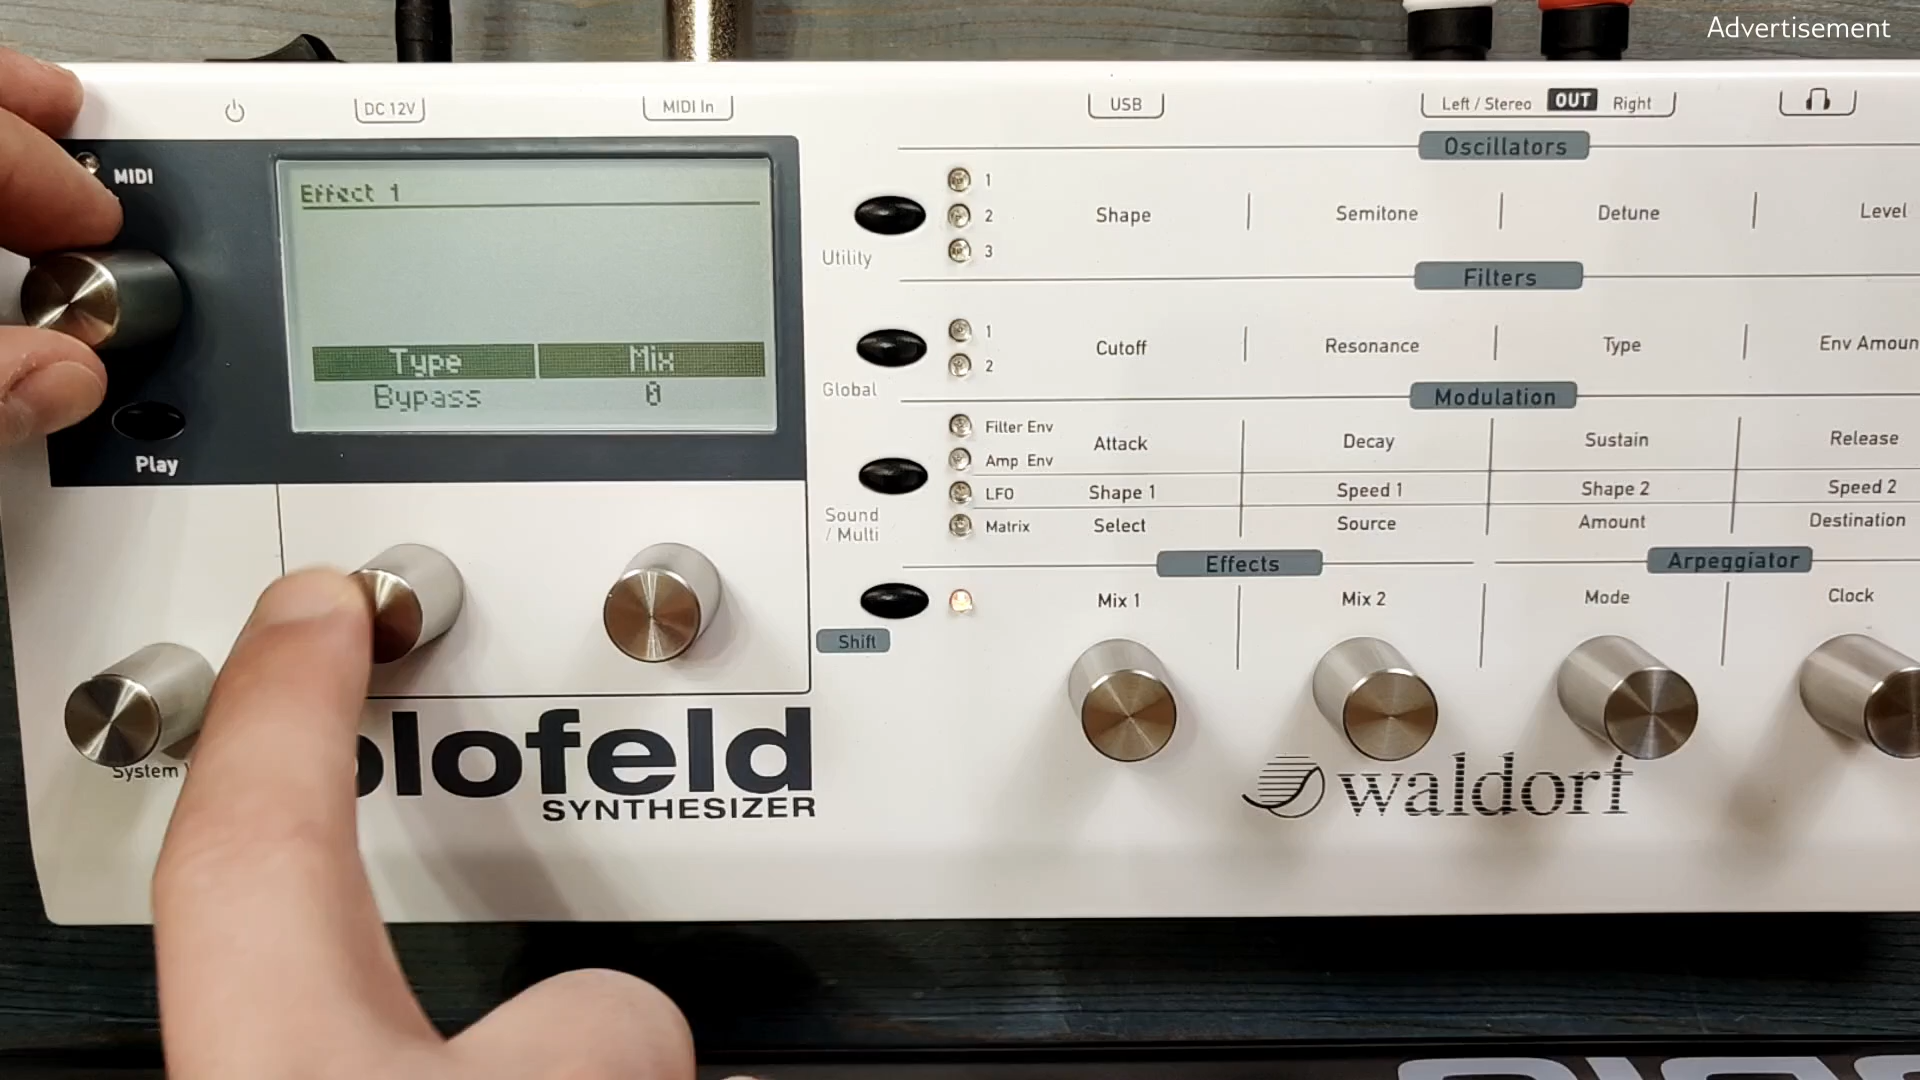 Advertisement
DC 12V
MIDI In
USB
Left / Stereo OUT Right
MIDI
Effect 1
Type Mix
Bypass 0
Play
Oscillators
1
2
3
Shape Semitone Detune Level
Utility
Filters
1
2
Cutoff Resonance Type Env Amoun
Global
Modulation
Filter Env Attack Decay Sustain Release
Amp Env
LFO Shape 1 Speed 1 Shape 2 Speed 2
Matrix Select Source Amount Destination
Sound
/ Multi
Effects Arpeggiator
Mix 1 Mix 2 Mode Clock
Shift
System
lofeld
SYNTHESIZER
waldorf